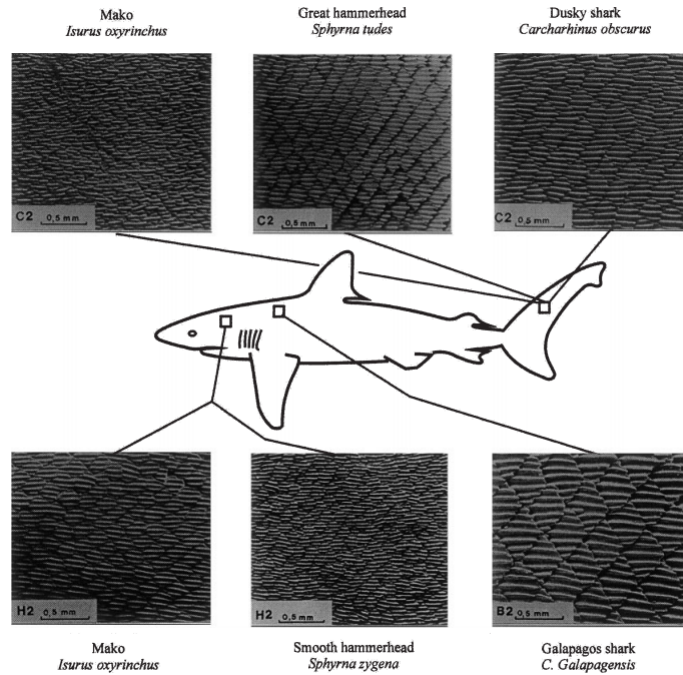 Mako
Isurus oxyrinchus
Great hammerhead
Sphyrna tudes
Dusky shark
Carcharhinus obscurus
C2 0,5 mm
C2 0,5 mm
C2 0,5 mm
H2 0,5 mm
H2 0,5 mm
B2 0,5 mm
Mako
Isurus oxyrinchus
Smooth hammerhead
Sphyrna zygena
Galapagos shark
C. Galapagensis